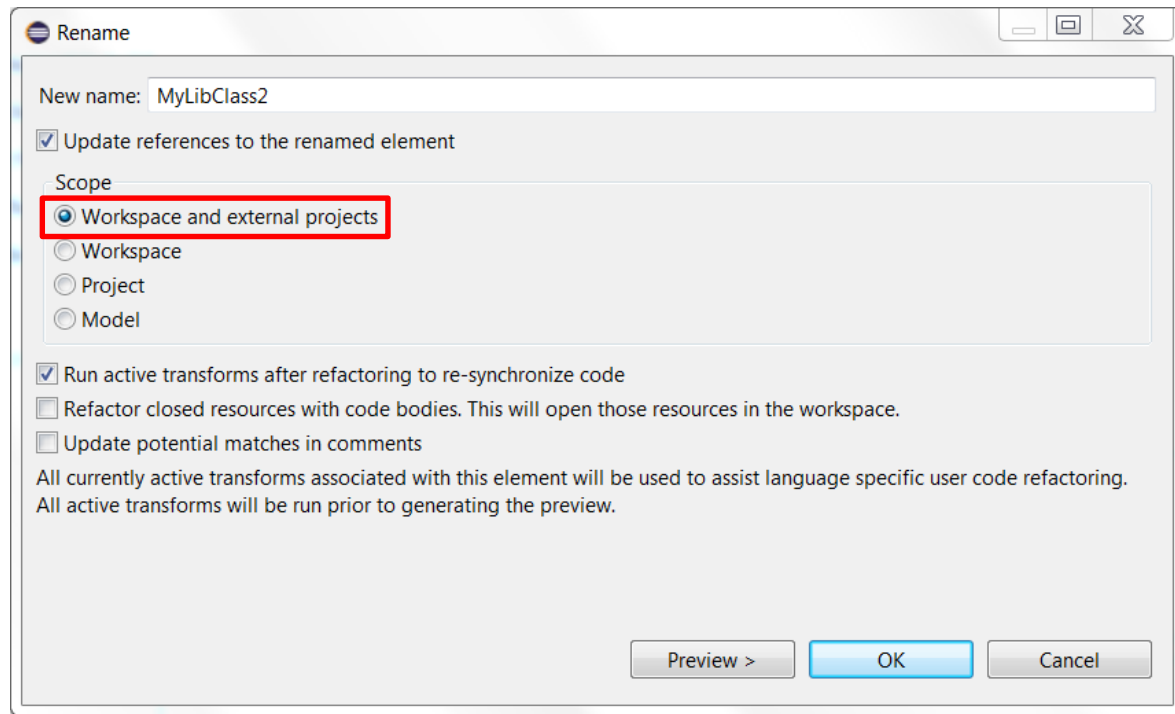 Rename
New name: MyLibClass2
Update references to the renamed element
Scope
Workspace and external projects
Workspace
Project
Model
Run active transforms after refactoring to re-synchronize code
Refactor closed resources with code bodies. This will open those resources in the workspace.
Update potential matches in comments
All currently active transforms associated with this element will be used to assist language specific user code refactoring.
All active transforms will be run prior to generating the preview.
Preview > OK Cancel